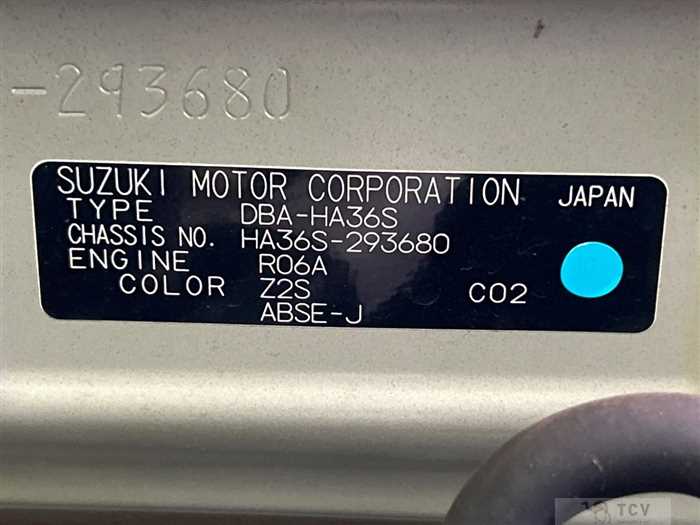 -293680
SUZUKI MOTOR CORPORATION JAPAN
TYPE DBA-HA36S
CHASSIS NO. HA36S-293680
ENGINE R06A
COLOR Z2S C02
ABSE-J
TCV